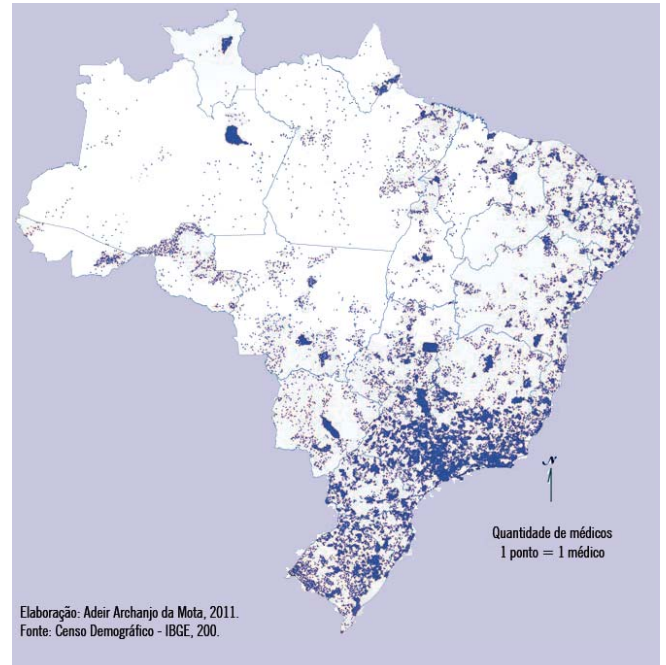 N
Quantidade de médicos
1 ponto = 1 médico
Elaboração: Adeir Archanjo da Mota, 2011.
Fonte: Censo Demográfico - IBGE, 200.